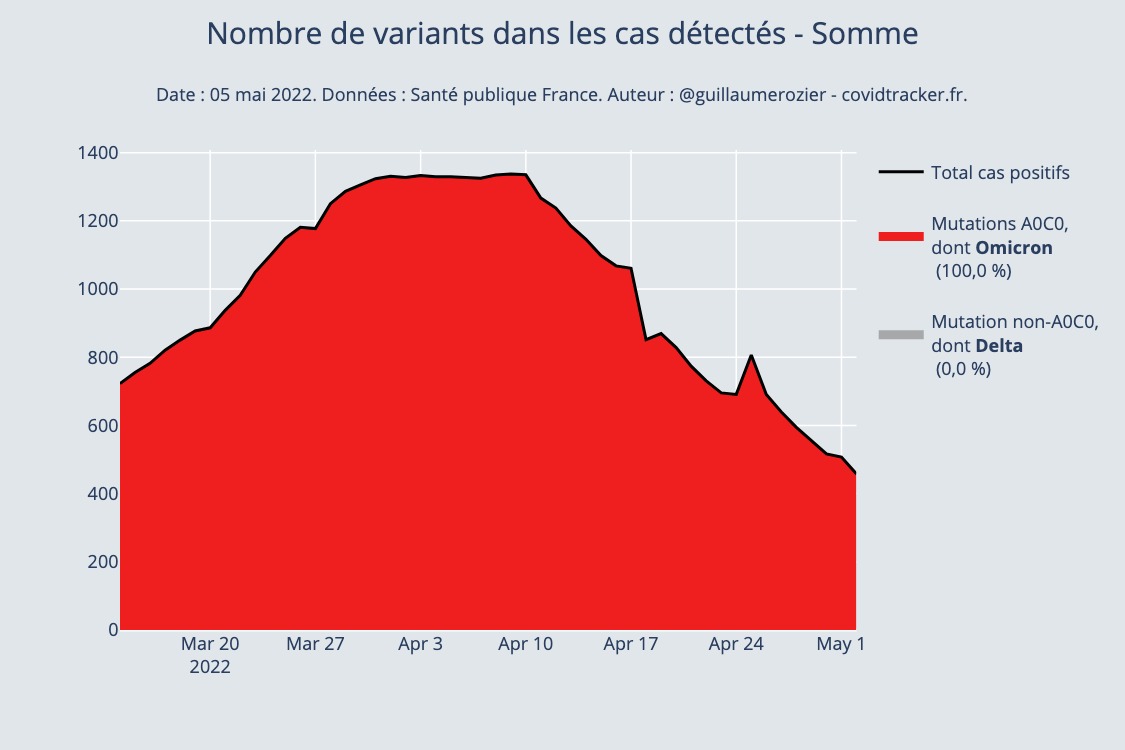 Nombre de variants dans les cas détectés - Somme
Date : 05 mai 2022. Données : Santé publique France. Auteur : @guillaumerozier - covidtracker.fr.
1400
1200
1000
800
600
400
200
0
Mar 20
2022
Mar 27
Apr 3
Apr 10
Apr 17
Apr 24
May 1
Total cas positifs
Mutations A0C0,
dont Omicron
(100,0 %)
Mutation non-A0C0,
dont Delta
(0,0 %)